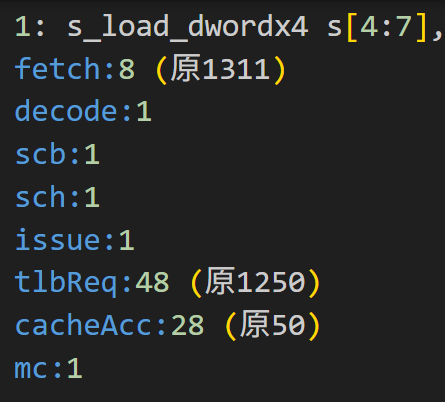 1: s_load_dwordx4 s[4:7],
fetch:8 (原1311)
decode:1
scb:1
sch:1
issue:1
tlbReq:48 (原1250)
cacheAcc:28 (原50)
mc:1